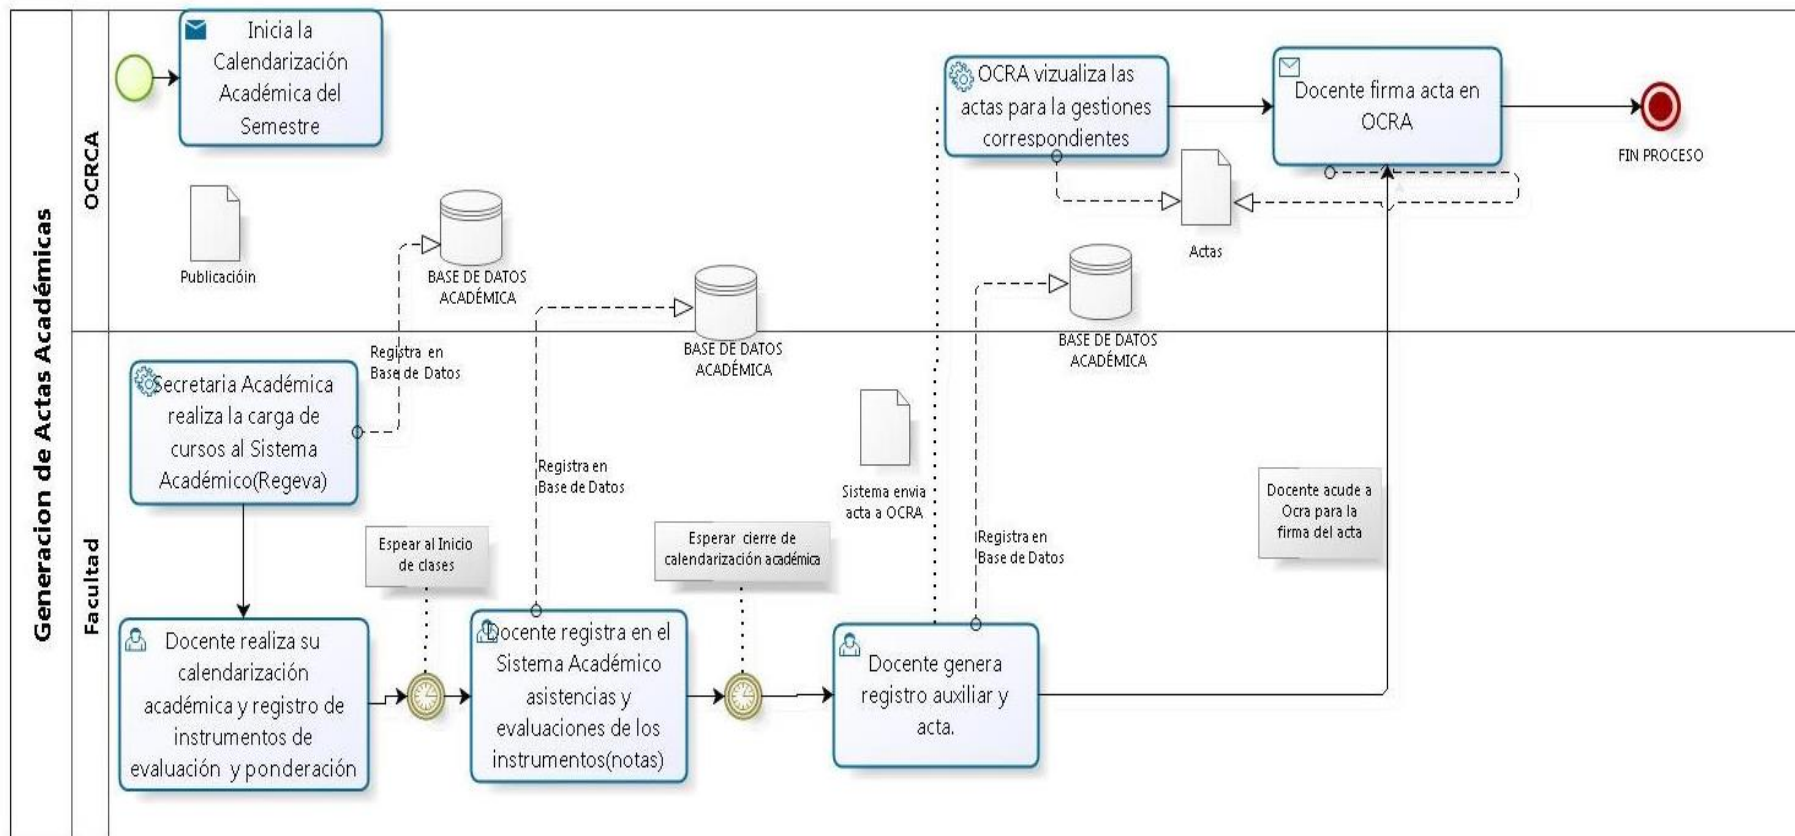 Generacion de Actas Académicas
OCRCA
Inicia la
Calendarización
Académica del
Semestre
OCRA vizualiza las
actas para la gestiones
correspondientes
Docente firma acta en
OCRA
FIN PROCESO
Publicacióin
BASE DE DATOS
ACADÉMICA
BASE DE DATOS
ACADÉMICA
Actas
BASE DE DATOS
ACADÉMICA
Facultad
Registra en
Base de Datos
Secretaria Académica
realiza la carga de
cursos al Sistema
Académico(Regeva)
Registra en
Base de Datos
Sistema envia
acta a OCRA
Docente acude a
Ocra para la
firma del acta
Espear al Inicio
de clases
Esperar cierre de
calendarización académica
Registra en
Base de Datos
Docente realiza su
calendarización
académica y registro de
instrumentos de
evaluación y ponderación
Docente registra en el
Sistema Académico
asistencias y
evaluaciones de los
instrumentos(notas)
Docente genera
registro auxiliar y
acta.